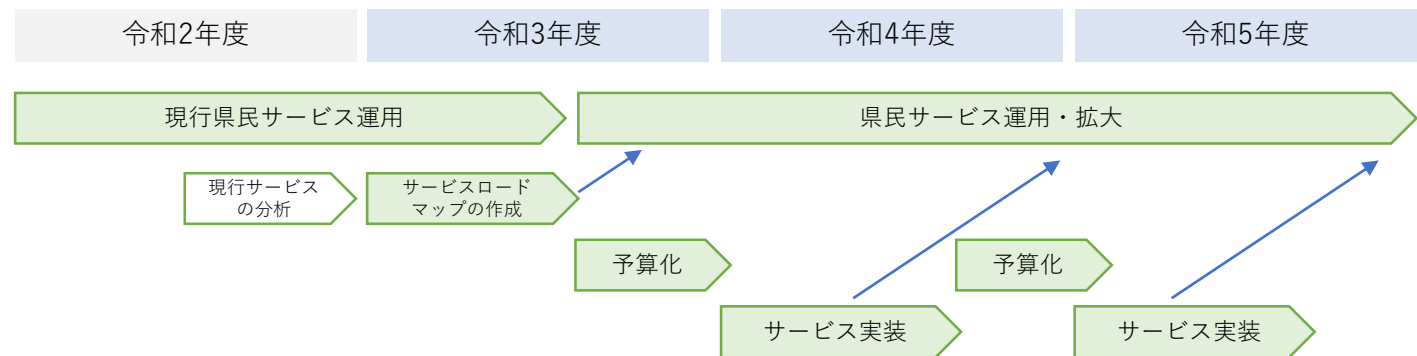 令和2年度
令和3年度
令和4年度
令和5年度
現行県民サービス運用
県民サービス運用・拡大
現行サービス
の分析
サービスロード
マップの作成
予算化
予算化
サービス実装
サービス実装